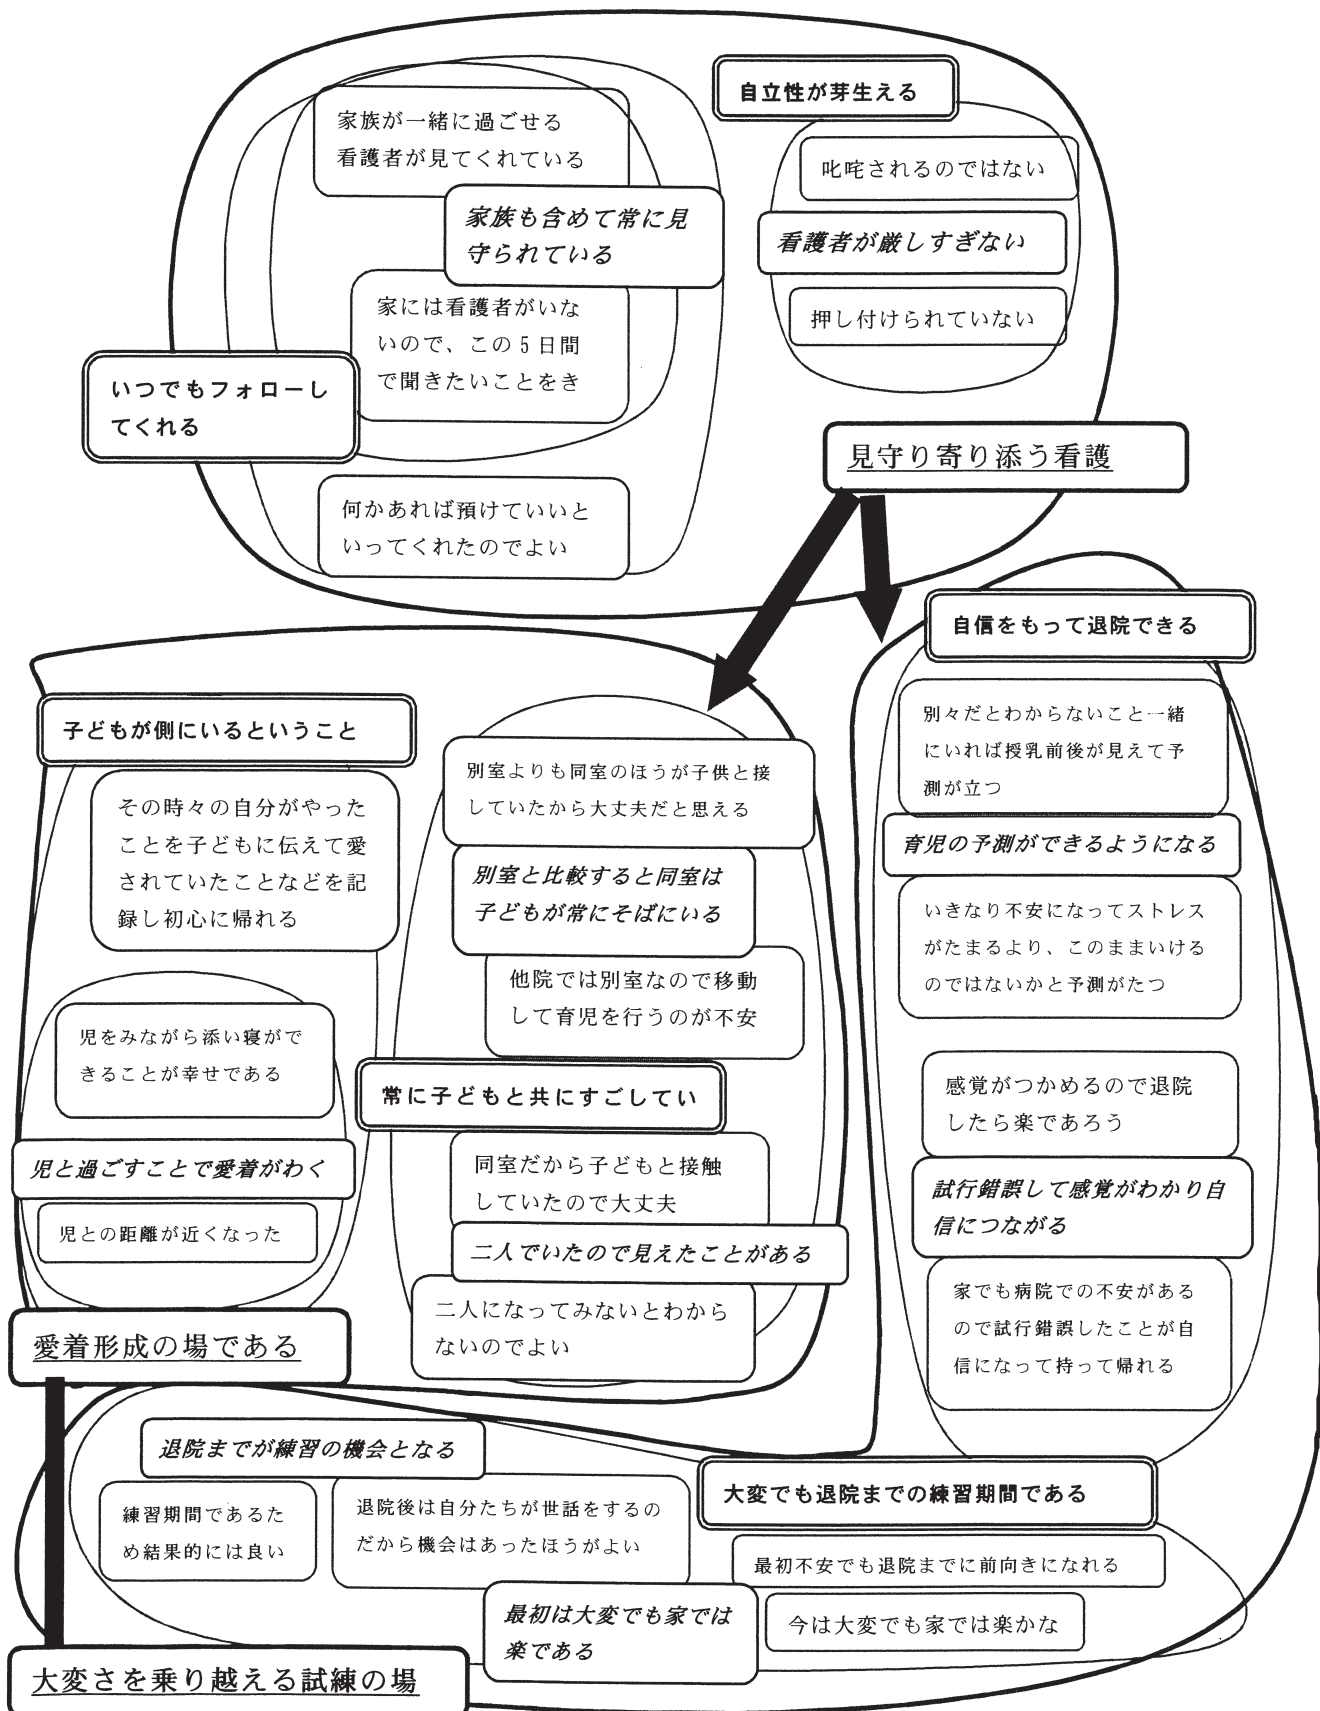 自立性が芽生える
家族が一緒に過ごせる
看護者が見てくれている
叱咤されるのではない
家族も含めて常に見
守られている
看護者が厳しすぎない
家には看護者がいな
いので、この5日間
で聞きたいことをき
押し付けられていない
いつでもフォローし
てくれる
見守り寄り添う看護
何かあれば預けていいと
いってくれたのでよい
自信をもって退院できる
別々だとわからないこと一緒
にいれば授乳前後が見えて予
測が立つ
育児の予測ができるようになる
いきなり不安になってストレス
がたまるより、このままいける
のではないかと予測がたつ
感覚がつかめるので退院
したら楽であろう
試行錯誤して感覚がわかり自
信につながる
家でも病院での不安がある
ので試行錯誤したことが自
信になって持って帰れる
子どもが側にいるということ
その時々の自分がやった
ことを子どもに伝えて愛
されていたことなどを記
録し初心に帰れる
児をみながら添い寝がで
きることが幸せである
児と過ごすことで愛着がわく
児との距離が近くなった
別室よりも同室のほうが子供と接
していたから大丈夫だと思える
別室と比較すると同室は
子どもが常にそばにいる
他院では別室なので移動
して育児を行うのが不安
常に子どもと共にすごしてい
同室だから子どもと接触
していたので大丈夫
二人でいたので見えたことがある
二人になってみないとわから
ないのでよい
愛着形成の場である
退院までが練習の機会となる
練習期間であるた
め結果的には良い
退院後は自分たちが世話をするの
だから機会はあったほうがよい
大変でも退院までの練習期間である
最初不安でも退院までに前向きになれる
最初は大変でも家では
楽である
今は大変でも家では楽かな
大変さを乗り越える試練の場